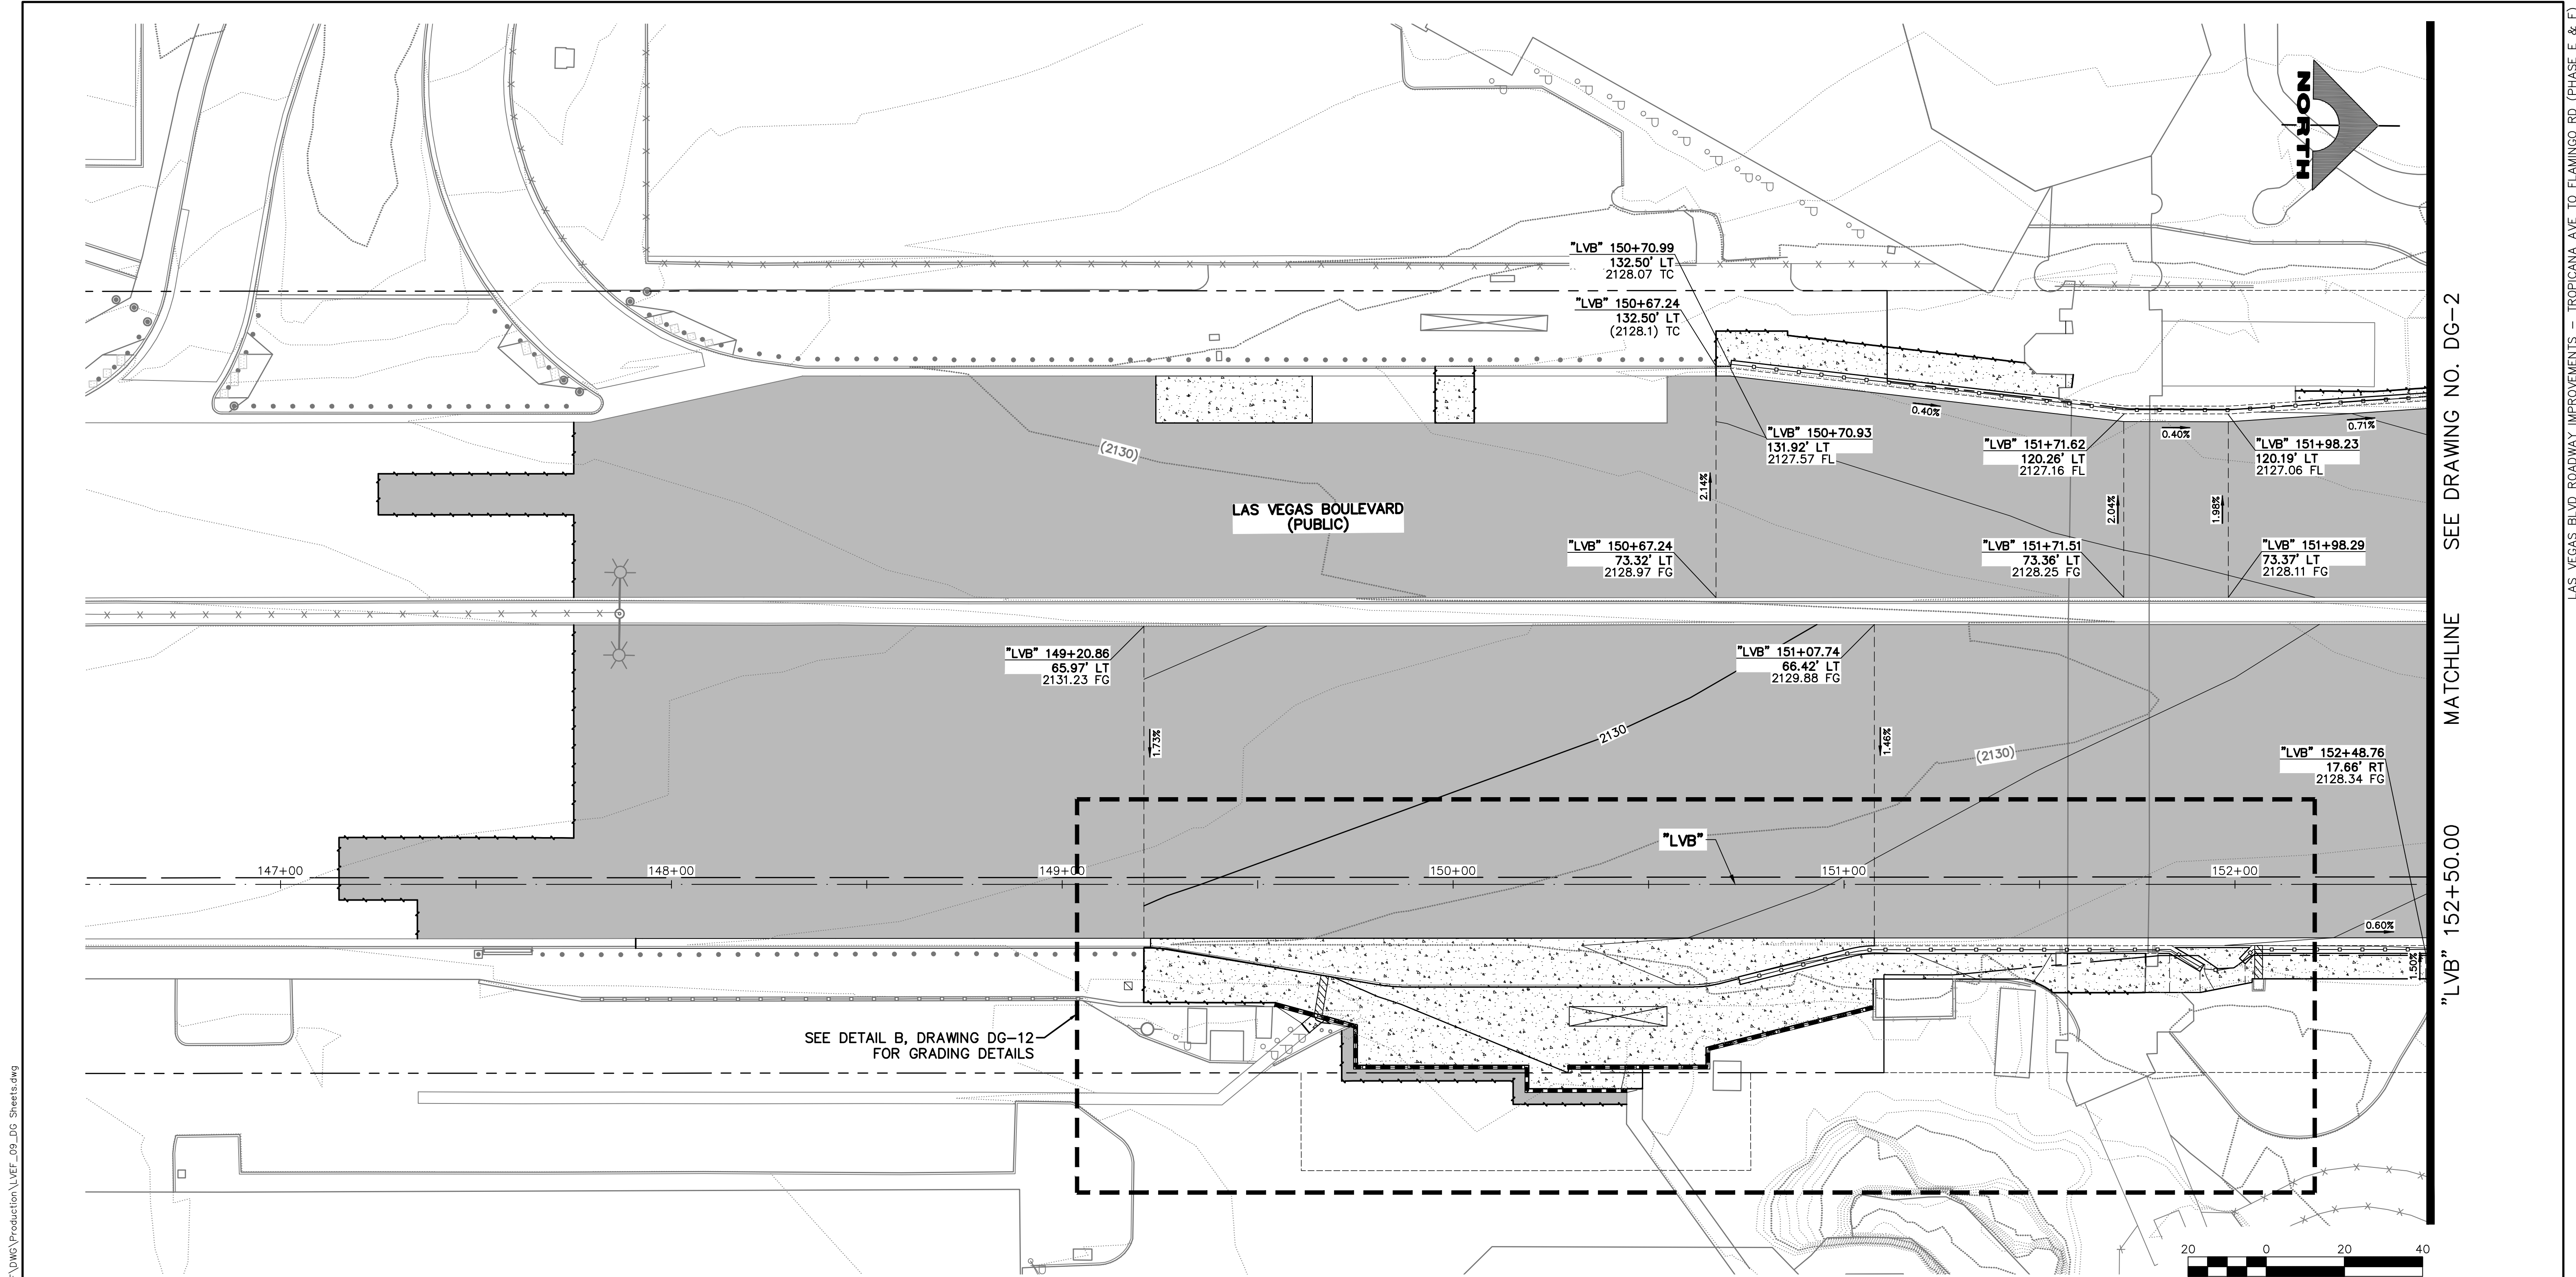 NORTH
"LVB" 150+70.99
132.50' LT
2128.07 TC
"LVB" 150+67.24
132.50' LT
(2128.1) TC
0.40%
0.40%
0.71%
"LVB" 150+70.93
131.92' LT
2127.57 FL
"LVB" 151+71.62
120.26' LT
2127.16 FL
"LVB" 151+98.23
120.19' LT
2127.06 FL
(2130)
2.14%
2.04%
1.98%
LAS VEGAS BOULEVARD
(PUBLIC)
"LVB" 150+67.24
73.32' LT
2128.97 FG
"LVB" 151+71.51
73.36' LT
2128.25 FG
"LVB" 151+98.29
73.37' LT
2128.11 FG
"LVB" 149+20.86
65.97' LT
2131.23 FG
"LVB" 151+07.74
66.42' LT
2129.88 FG
1.73%
2130
1.46%
(2130)
"LVB" 152+48.76
17.66' RT
2128.34 FG
"LVB"
147+00
148+00
149+00
150+00
151+00
152+00
0.60%
1.50%
SEE DETAIL B, DRAWING DG-12
FOR GRADING DETAILS
"LVB" 152+50.00 MATCHLINE SEE DRAWING NO. DG-2
LAS VEGAS BLVD ROADWAY IMPROVEMENTS - TROPICANA AVE TO FLAMINGO RD (PHASE E & F)
\DWG\Production\LVEF_09_DG Sheets.dwg
20 0 20 40